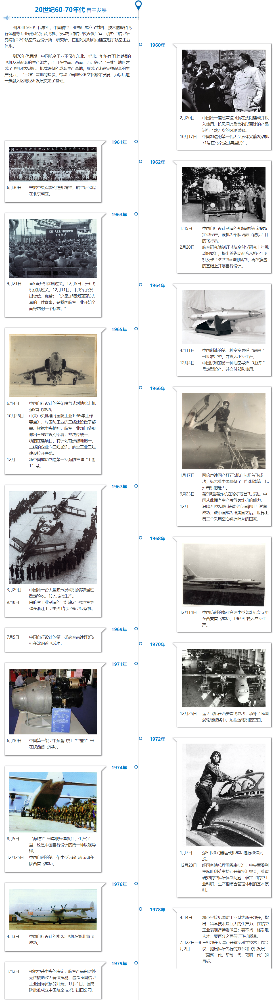 20世纪60-70年代 自主发展
到20世纪50年代末期，中国航空工业先后成立了材料、技术情报和飞
行试验等专业研究院所及飞机、发动机和航空仪表设计室，创办了航空研
究院和22个航空专业设计所、研究所，在相对短时间内建立起了航空工业
体系。
到70年代后期，中国航空工业不仅在东北、华北、华东有了比较强的
飞机及其配套的生产能力，而且在中南、西南、西北等地“三线”地区建
成了飞机和发动机、机载设备的成套生产基地，形成了比较完整配套的生
产能力。“三线”基地的建设，带动了当地经济文化繁荣发展，为以后进
一步融入区域经济发展奠定了基础。
1960年
2月20日 中国第一座超声速风洞在沈阳建成并投
入使用。该风洞此后为数以百计的产品
进行了数万次的风洞试验。
10月17日 中国制造的第一代大型液体火箭发动机
71号在北京通过典型试车。
1961年
国人民解放军四八四七部队成立会议纪念
6月30日 根据中央军委的通知精神，航空研究院
在北京成立。
1962年
1月5日 中国自行设计制造的初级教练机初教6
定型投产。该机为部队培养了数以万计
的飞行员。
2月20日 航空研究院制订《航空科学研究十年规
划纲要》，提出首先要配合米格-21飞
机及卡-13空空导弹的试制，再在摸透
的基础上开展自行设计。
1963年
签字仪式
9月21日 直5直升机优质过关；12月5日，歼6飞
机优质过关。12月11日，中央军委发
出贺信，称赞：“这是加强我国国防力
量的一件喜事，是我国航空工业开始全
面好转的一个标志。”
1964年
4月11日 中国制造的第一种空空导弹“霹雳1”
号批准定型，并投入小批生产。
12月4日 中国试制的第一种地空导弹“红旗1”
号定型投产，并交付部队使用。
1965年
6月4日 中国自行设计的首架喷气式对地攻击机
强5首飞成功。
10月26日 中共中央批准《国防工业1965年工作
要点》，对国防工业的三线建设做了部
署。根据中央精神，航空工业部门随即
做出三线建设的部署：坚决停缓一、二
线的在建项目，有计划有步骤地把一、
二线的企业向三线搬迁。航空工业三线
建设拉开序幕。
12月 新中国成功制造第一批海防导弹“上游
1”号。
1966年
1月17日 两倍声速国产歼7飞机在沈阳首飞成
功，标志着中国具备了自行制造第二代
歼击机的能力。
9月25日 轰5轻型轰炸机在哈尔滨首飞成功。中
国从此拥有生产喷气轰炸机的能力。
12月 涡喷7甲发动机铸造空心涡轮叶片试车
成功，使中国成为继美国之后，世界上
第二个采用空心铸造叶片的国家。
1967年
3月29日 中国第一台大型喷气发动机涡喷8通过
鉴定验收，转入成批生产。
9月8日 由航空工业制造的“红旗2”号地空导
弹在浙江上空击落1架U2高空侦察机。
1968年
12月14日 中国仿制的高亚音速中型轰炸机轰６甲
在西安首飞成功，1969年转入成批生
产。
1969年
7月5日 中国自行设计的第一架高空高速歼8飞
机在沈阳首飞成功。
1970年
12月25日 运７飞机在西安首飞成功，填补了我国
涡轮螺旋桨中、短程运输机的空白。
1971年
6月10日 中国第一架空中预警飞机“空警1”号
在陕西首飞成功。
1972年
1月7日 强5甲核武器运载机成功进行核弹试
投。
12月28日 经国务院总理周恩来批准，中央军委副
主席叶剑英主持召开航空汇报会，着重
研究航空科研体制问题，确定了航空工
业科研、生产相结合管理体制的基本原
则。
1974年
8月5日 “海鹰1”号岸舰导弹设计、生产定
型，这是中国自行设计的第一种反舰导
弹。
12月25日 中国自制的第一架中型运输飞机运8在
陕西首飞成功。
1976年
02
4月3日 中国自行设计的水轰5飞机在湖北首飞
成功。
1978年
4月4日 邓小平接见国防工业系统新任部长，指
出：科学技术是巨大的生产力，在航空
工业表现得特别明显；要不拘一格发现
人才；要百分之百保证飞机质量。
7月22日—8月2日 三机部在天津召开航空科学技术工作会
议，提出科研先行的方针和飞机发展
“更新一代、研制一代、预研一代”的
目标。
1979年
1月2日 根据中共中央的决定，航空产品由对外
无偿援助改为有偿贸易。这是我国航空
工业国际贸易的开端。1月21日，国务
院批准成立中国航空技术进出口公司。